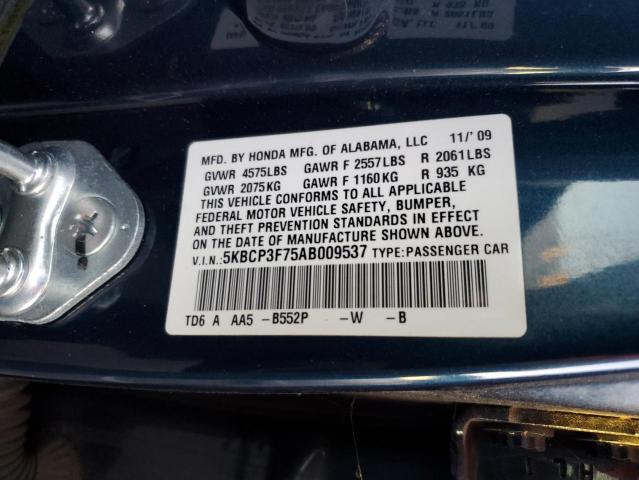 MFD. BY HONDA MFG. OF ALABAMA, LLC 11/'09
GVWR 4575LBS GAWR F 2557LBS R 2061LBS
GVWR 2075KG GAWR F 1160KG R 935 KG
THIS VEHICLE CONFORMS TO ALL APPLICABLE
FEDERAL MOTOR VEHICLE SAFETY, BUMPER,
AND THEFT PREVENTION STANDARDS IN EFFECT
ON THE DATE OF MANUFACTURE SHOWN ABOVE.
V.I.N.:5KBCP3F75AB009537 TYPE:PASSENGER CAR
TD6 A AA5 -B552P -W -B